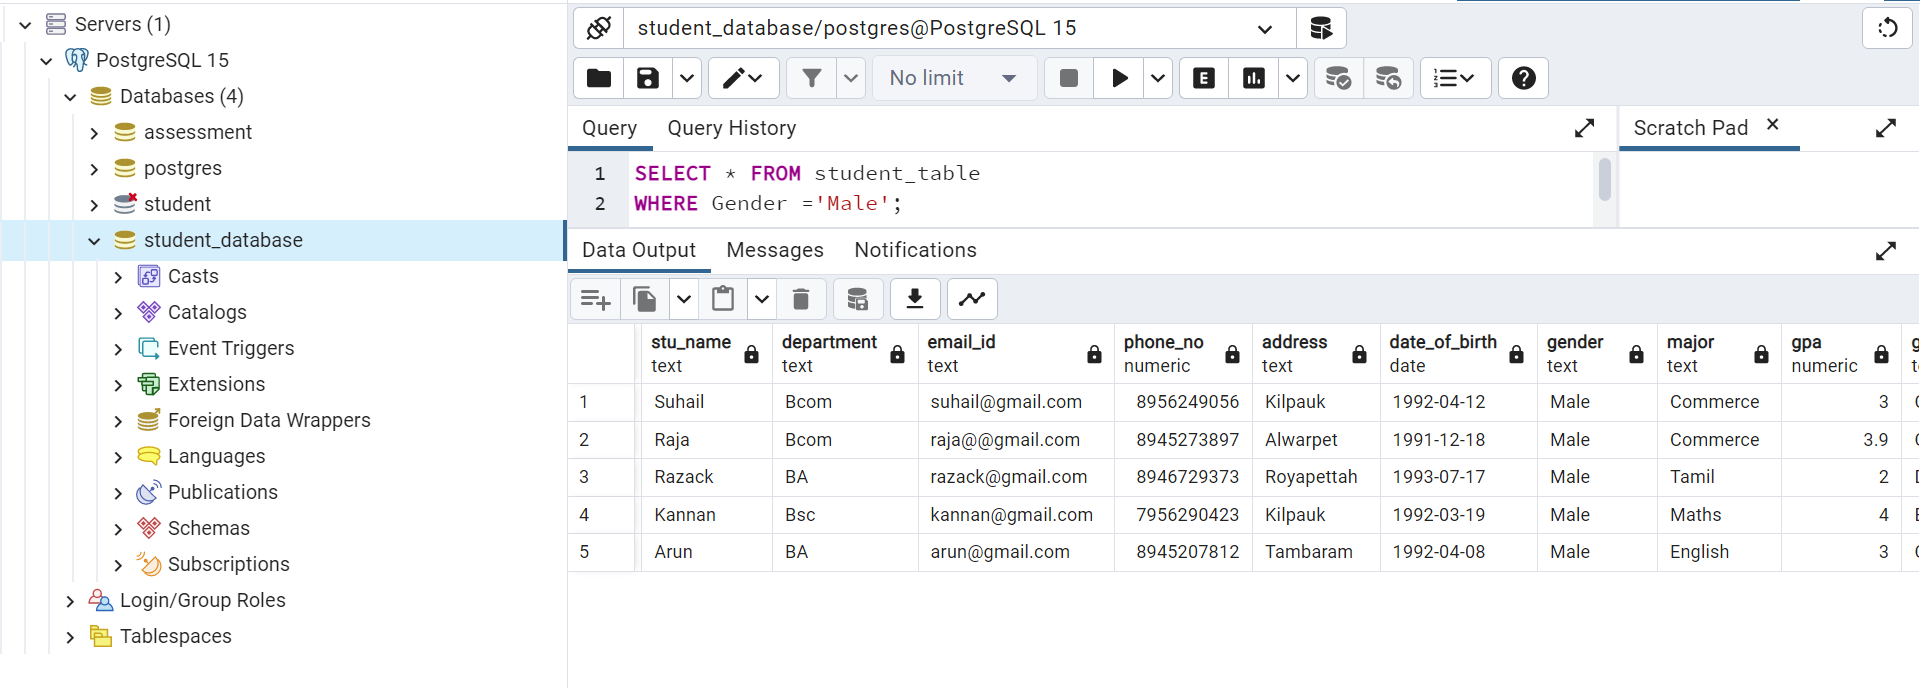 Servers (1)
PostgreSQL 15
Databases (4)
assessment
postgres
student
student_database
Casts
Catalogs
Event Triggers
Extensions
Foreign Data Wrappers
Languages
Publications
Schemas
Subscriptions
Login/Group Roles
Tablespaces
student_database/postgres@PostgreSQL 15
No limit
E
Query Query History Scratch Pad
1 SELECT * FROM student_table
2 WHERE Gender ='Male';
Data Output Messages Notifications
stu_name department email_id phone_no address date_of_birth gender major gpa
text text text numeric text date text text numeric
1 Suhail Bcom suhail@gmail.com 8956249056 Kilpauk 1992-04-12 Male Commerce 3
2 Raja Bcom raja@@gmail.com 8945273897 Alwarpet 1991-12-18 Male Commerce 3.9
3 Razack BA razack@gmail.com 8946729373 Royapettah 1993-07-17 Male Tamil 2
4 Kannan Bsc kannan@gmail.com 7956290423 Kilpauk 1992-03-19 Male Maths 4
5 Arun BA arun@gmail.com 8945207812 Tambaram 1992-04-08 Male English 3